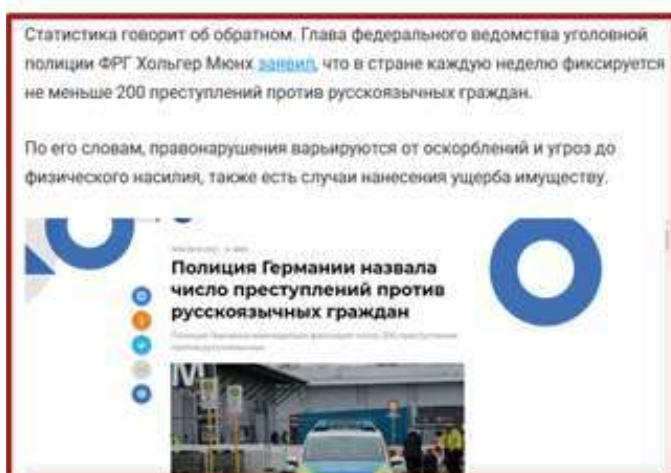 Статистика говорит об обратном. Глава федерального ведомства уголовной
полиции ФРГ Хольгер Мюнх заявил, что в стране каждую неделю фиксируется
не меньше 200 преступлений против русскоязычных граждан.
По его словам, правонарушения варьируются от оскорблений и угроз до
физического насилия, также есть случаи нанесения ущерба имуществу.
Полиция Германии назвала
число преступлений против
русскоязычных граждан